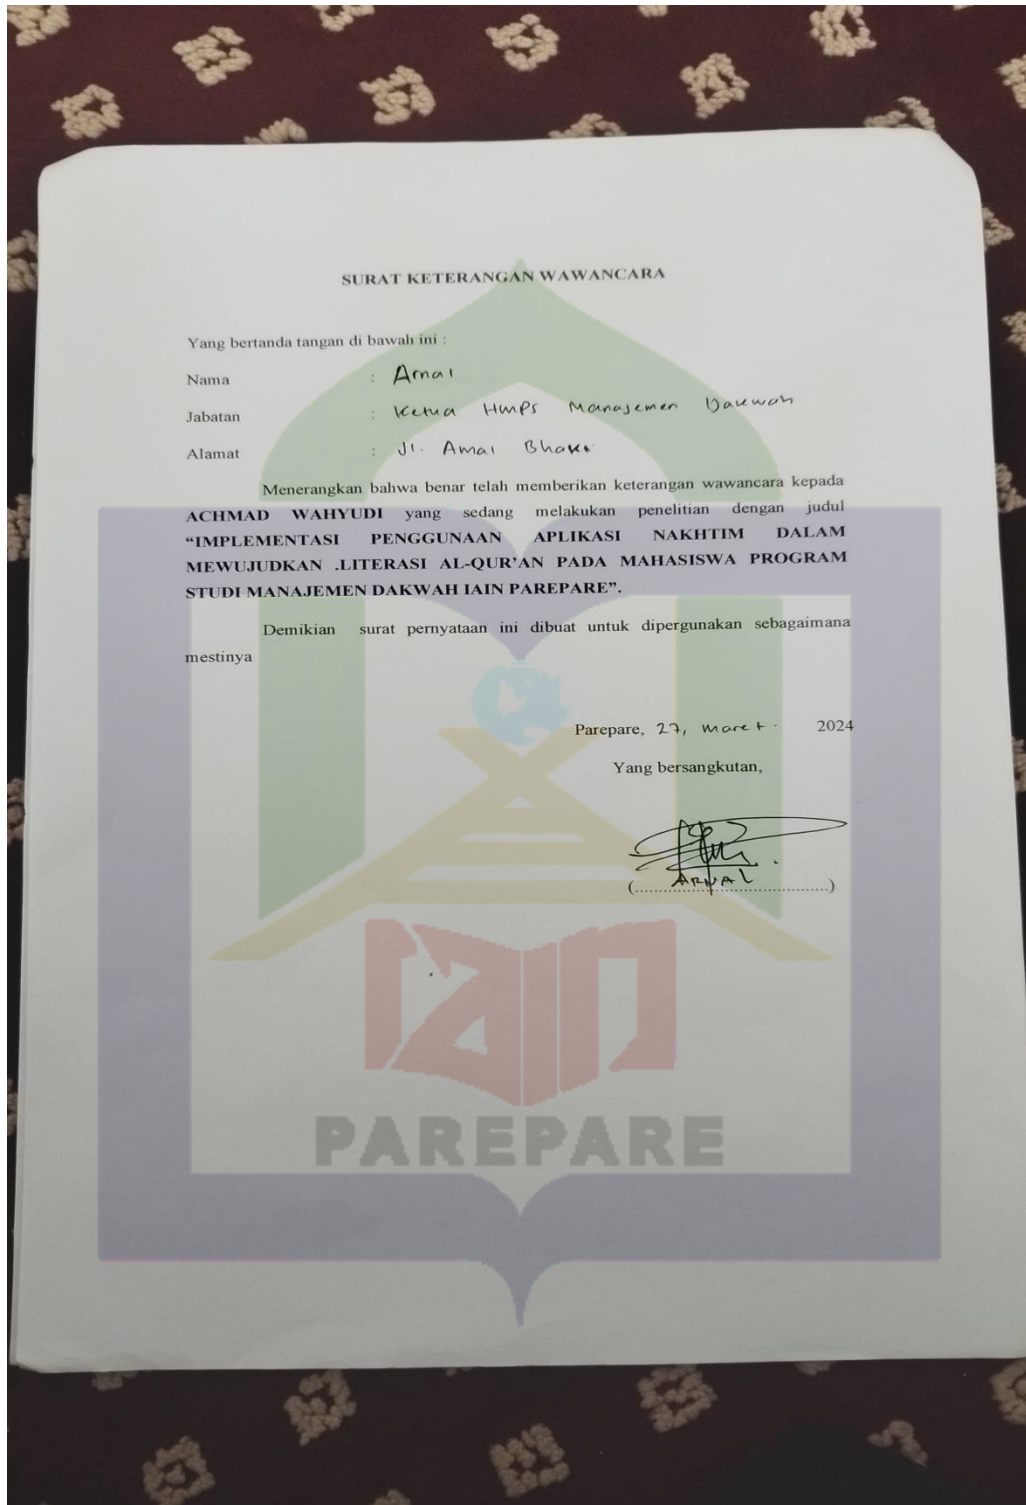 SURAT KETERANGAN WAWANCARA
Yang bertanda tangan di bawah ini :
Nama : Arnal
Jabatan : Ketua HMPS Manajemen Dakwah
Alamat : Jl. Amal Bhakti
Menerangkan bahwa benar telah memberikan keterangan wawancara kepada
ACHMAD WAHYUDI yang sedang melakukan penelitian dengan judul
“IMPLEMENTASI PENGGUNAAN APLIKASI NAKHTIM DALAM
MEWUJUDKAN .LITERASI AL-QUR’AN PADA MAHASISWA PROGRAM
STUDI MANAJEMEN DAKWAH IAIN PAREPARE”.
Demikian surat pernyataan ini dibuat untuk dipergunakan sebagaimana
mestinya
Parepare, 27, maret 2024
Yang bersangkutan,
(ARNAL)
iain
PAREPARE